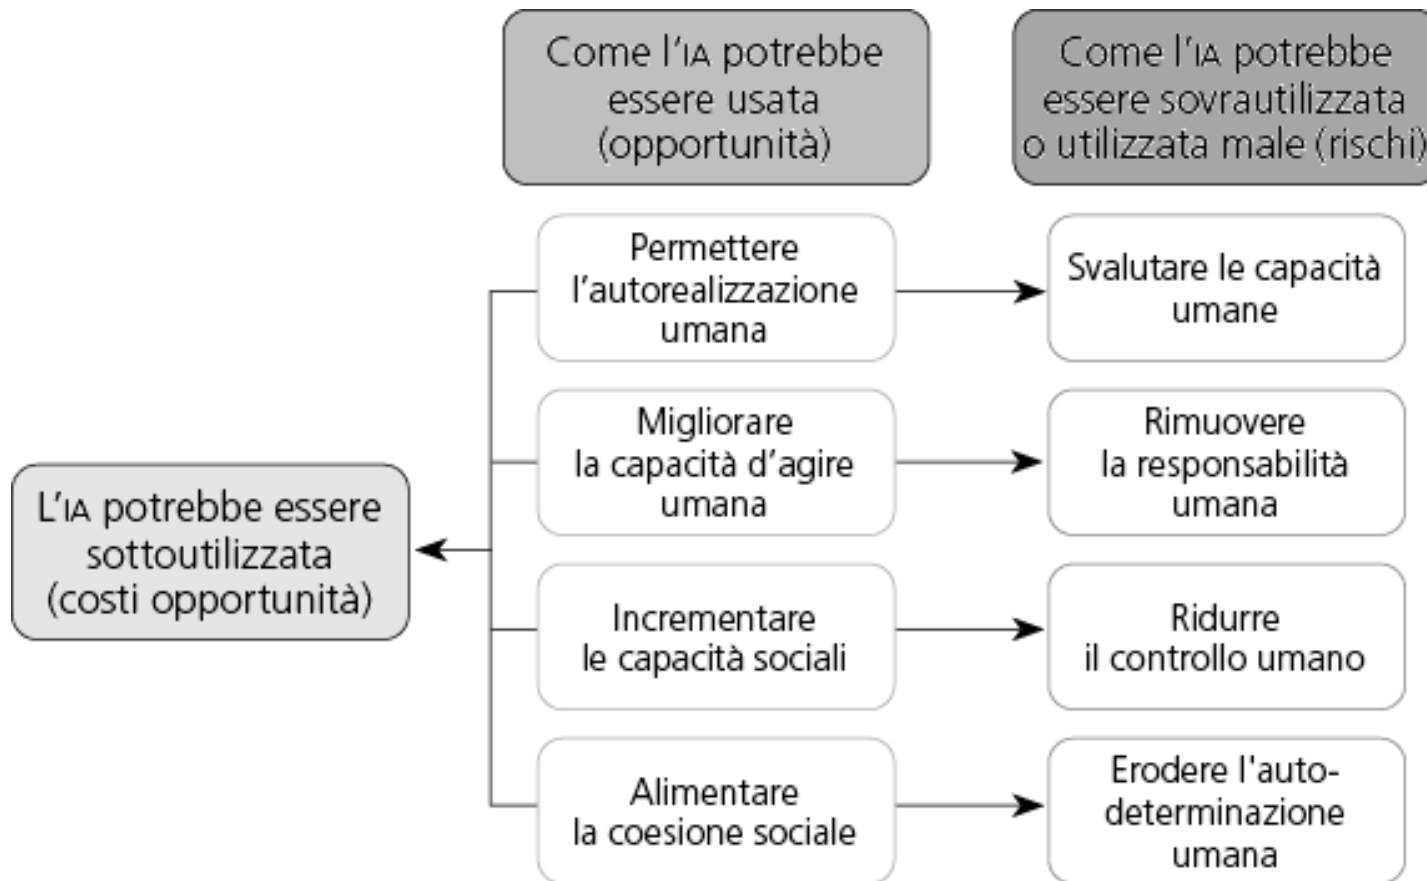 Come l'IA potrebbe
essere usata
(opportunità)
Come l'IA potrebbe
essere sovrautilizzata
o utilizzata male (rischi)
Permettere
l'autorealizzazione
umana
Svalutare le capacità
umane
Migliorare
la capacità d'agire
umana
Rimuovere
la responsabilità
umana
L'IA potrebbe essere
sottoutilizzata
(costi opportunità)
Incrementare
le capacità sociali
Ridurre
il controllo umano
Alimentare
la coesione sociale
Erodere l'auto-
determinazione
umana